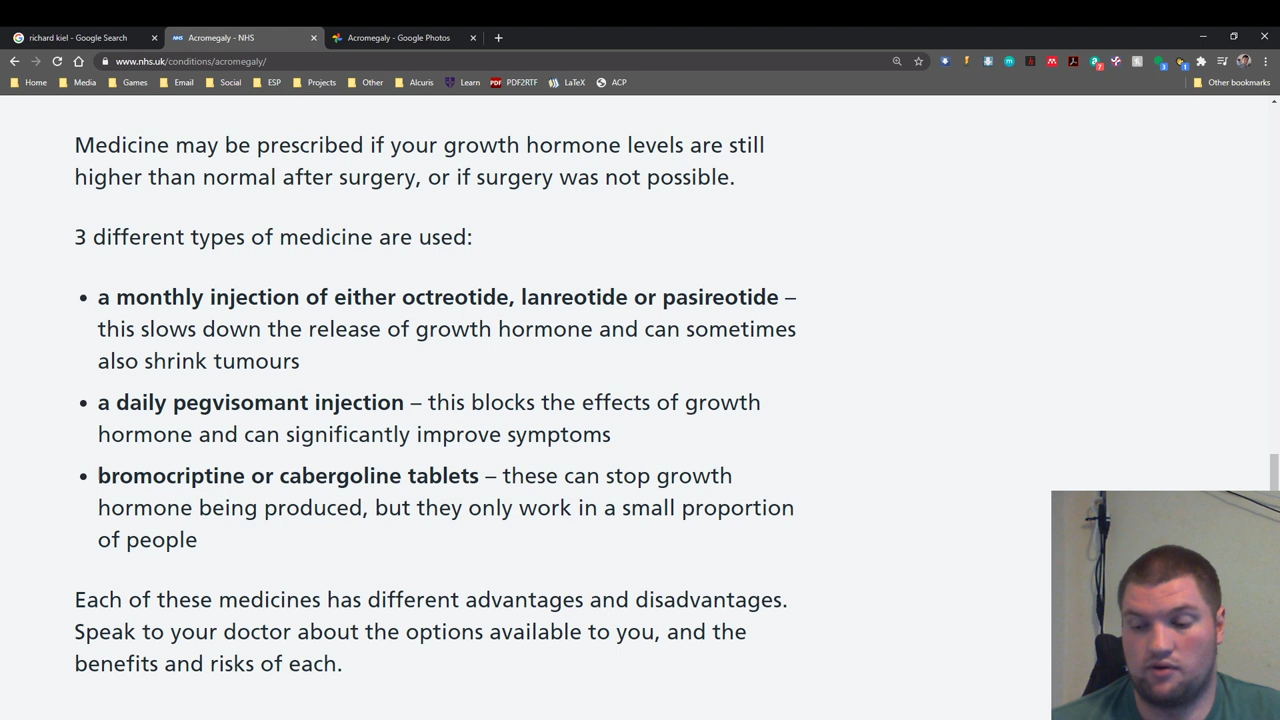 richard kiel - Google Search
NHS
Acromegaly - NHS
Acromegaly - Google Photos
www.nhs.uk/conditions/acromegaly/
Home Media Games Email Social ESP Projects Other Alcuris Learn PDF PDF2RTF LaTeX ACP Other bookmarks
Medicine may be prescribed if your growth hormone levels are still
higher than normal after surgery, or if surgery was not possible.
3 different types of medicine are used:
• a monthly injection of either octreotide, lanreotide or pasireotide –
this slows down the release of growth hormone and can sometimes
also shrink tumours
• a daily pegvisomant injection – this blocks the effects of growth
hormone and can significantly improve symptoms
• bromocriptine or cabergoline tablets – these can stop growth
hormone being produced, but they only work in a small proportion
of people
Each of these medicines has different advantages and disadvantages.
Speak to your doctor about the options available to you, and the
benefits and risks of each.